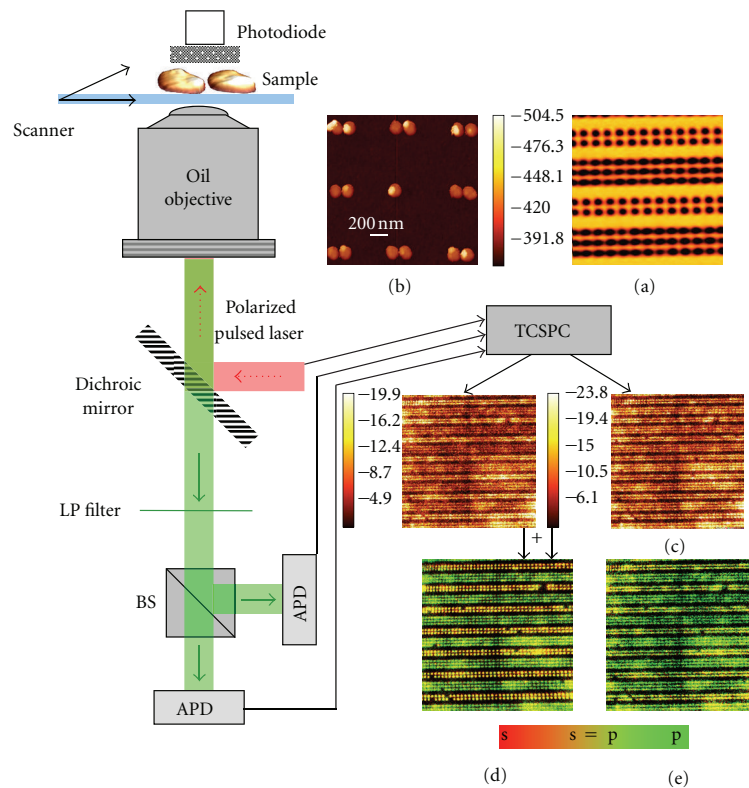 Photodiode
Sample
Scanner
Oil
objective
200 nm
(b)
−504.5
−476.3
−448.1
−420
−391.8
(a)
Polarized
pulsed laser
TCSPC
Dichroic
mirror
−19.9
−16.2
−12.4
−8.7
−4.9
−23.8
−19.4
−15
−10.5
−6.1
LP filter
+
(c)
BS
APD
APD
s s = p p
(d)
(e)